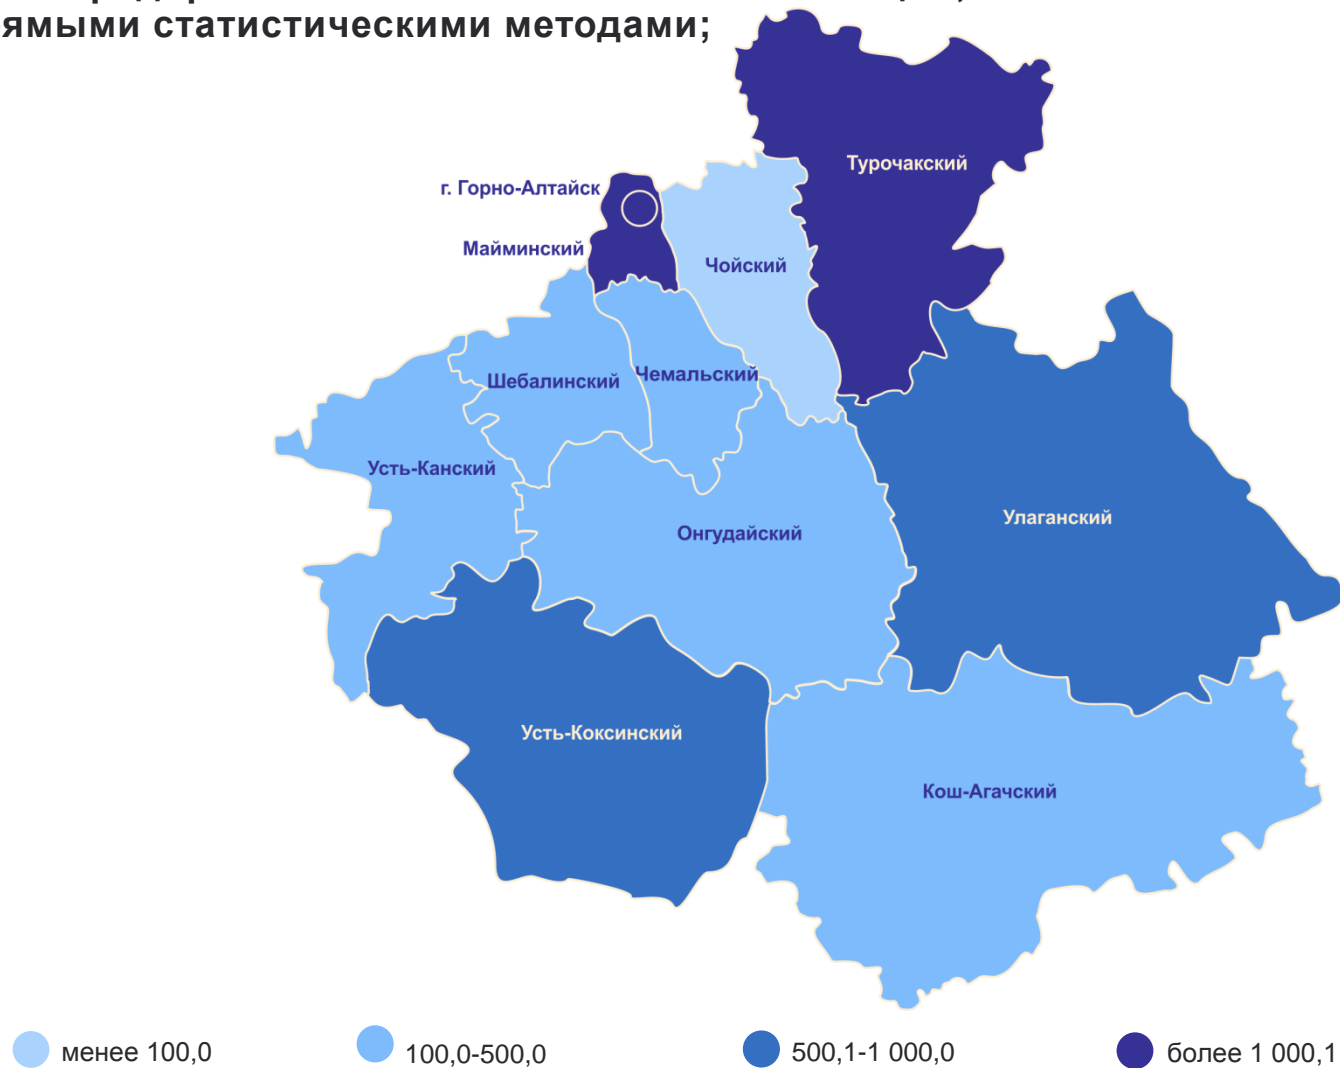 ямыми статистическими методами;
Турочакский
г. Горно-Алтайск
Майминский
Чойский
Шебалинский
Чемальский
Усть-Канский
Онгудайский
Улаганский
Усть-Коксинский
Кош-Агачский
менее 100,0
100,0-500,0
500,1-1 000,0
более 1 000,1